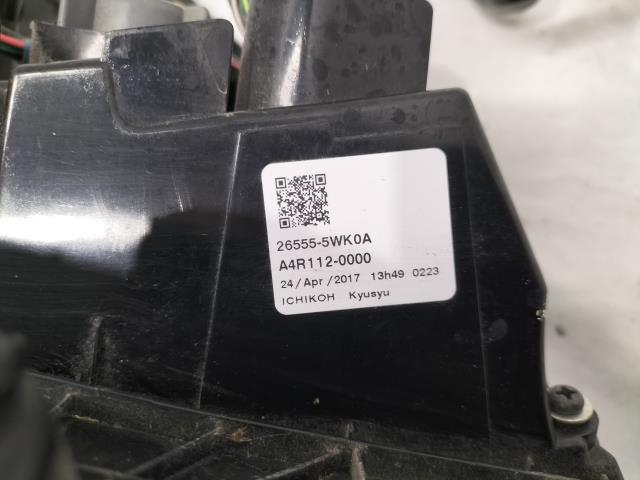 26555-5WK0A
A4R112-0000
24/Apr/2017 13h49 0223
ICHIKOH Kyusyu